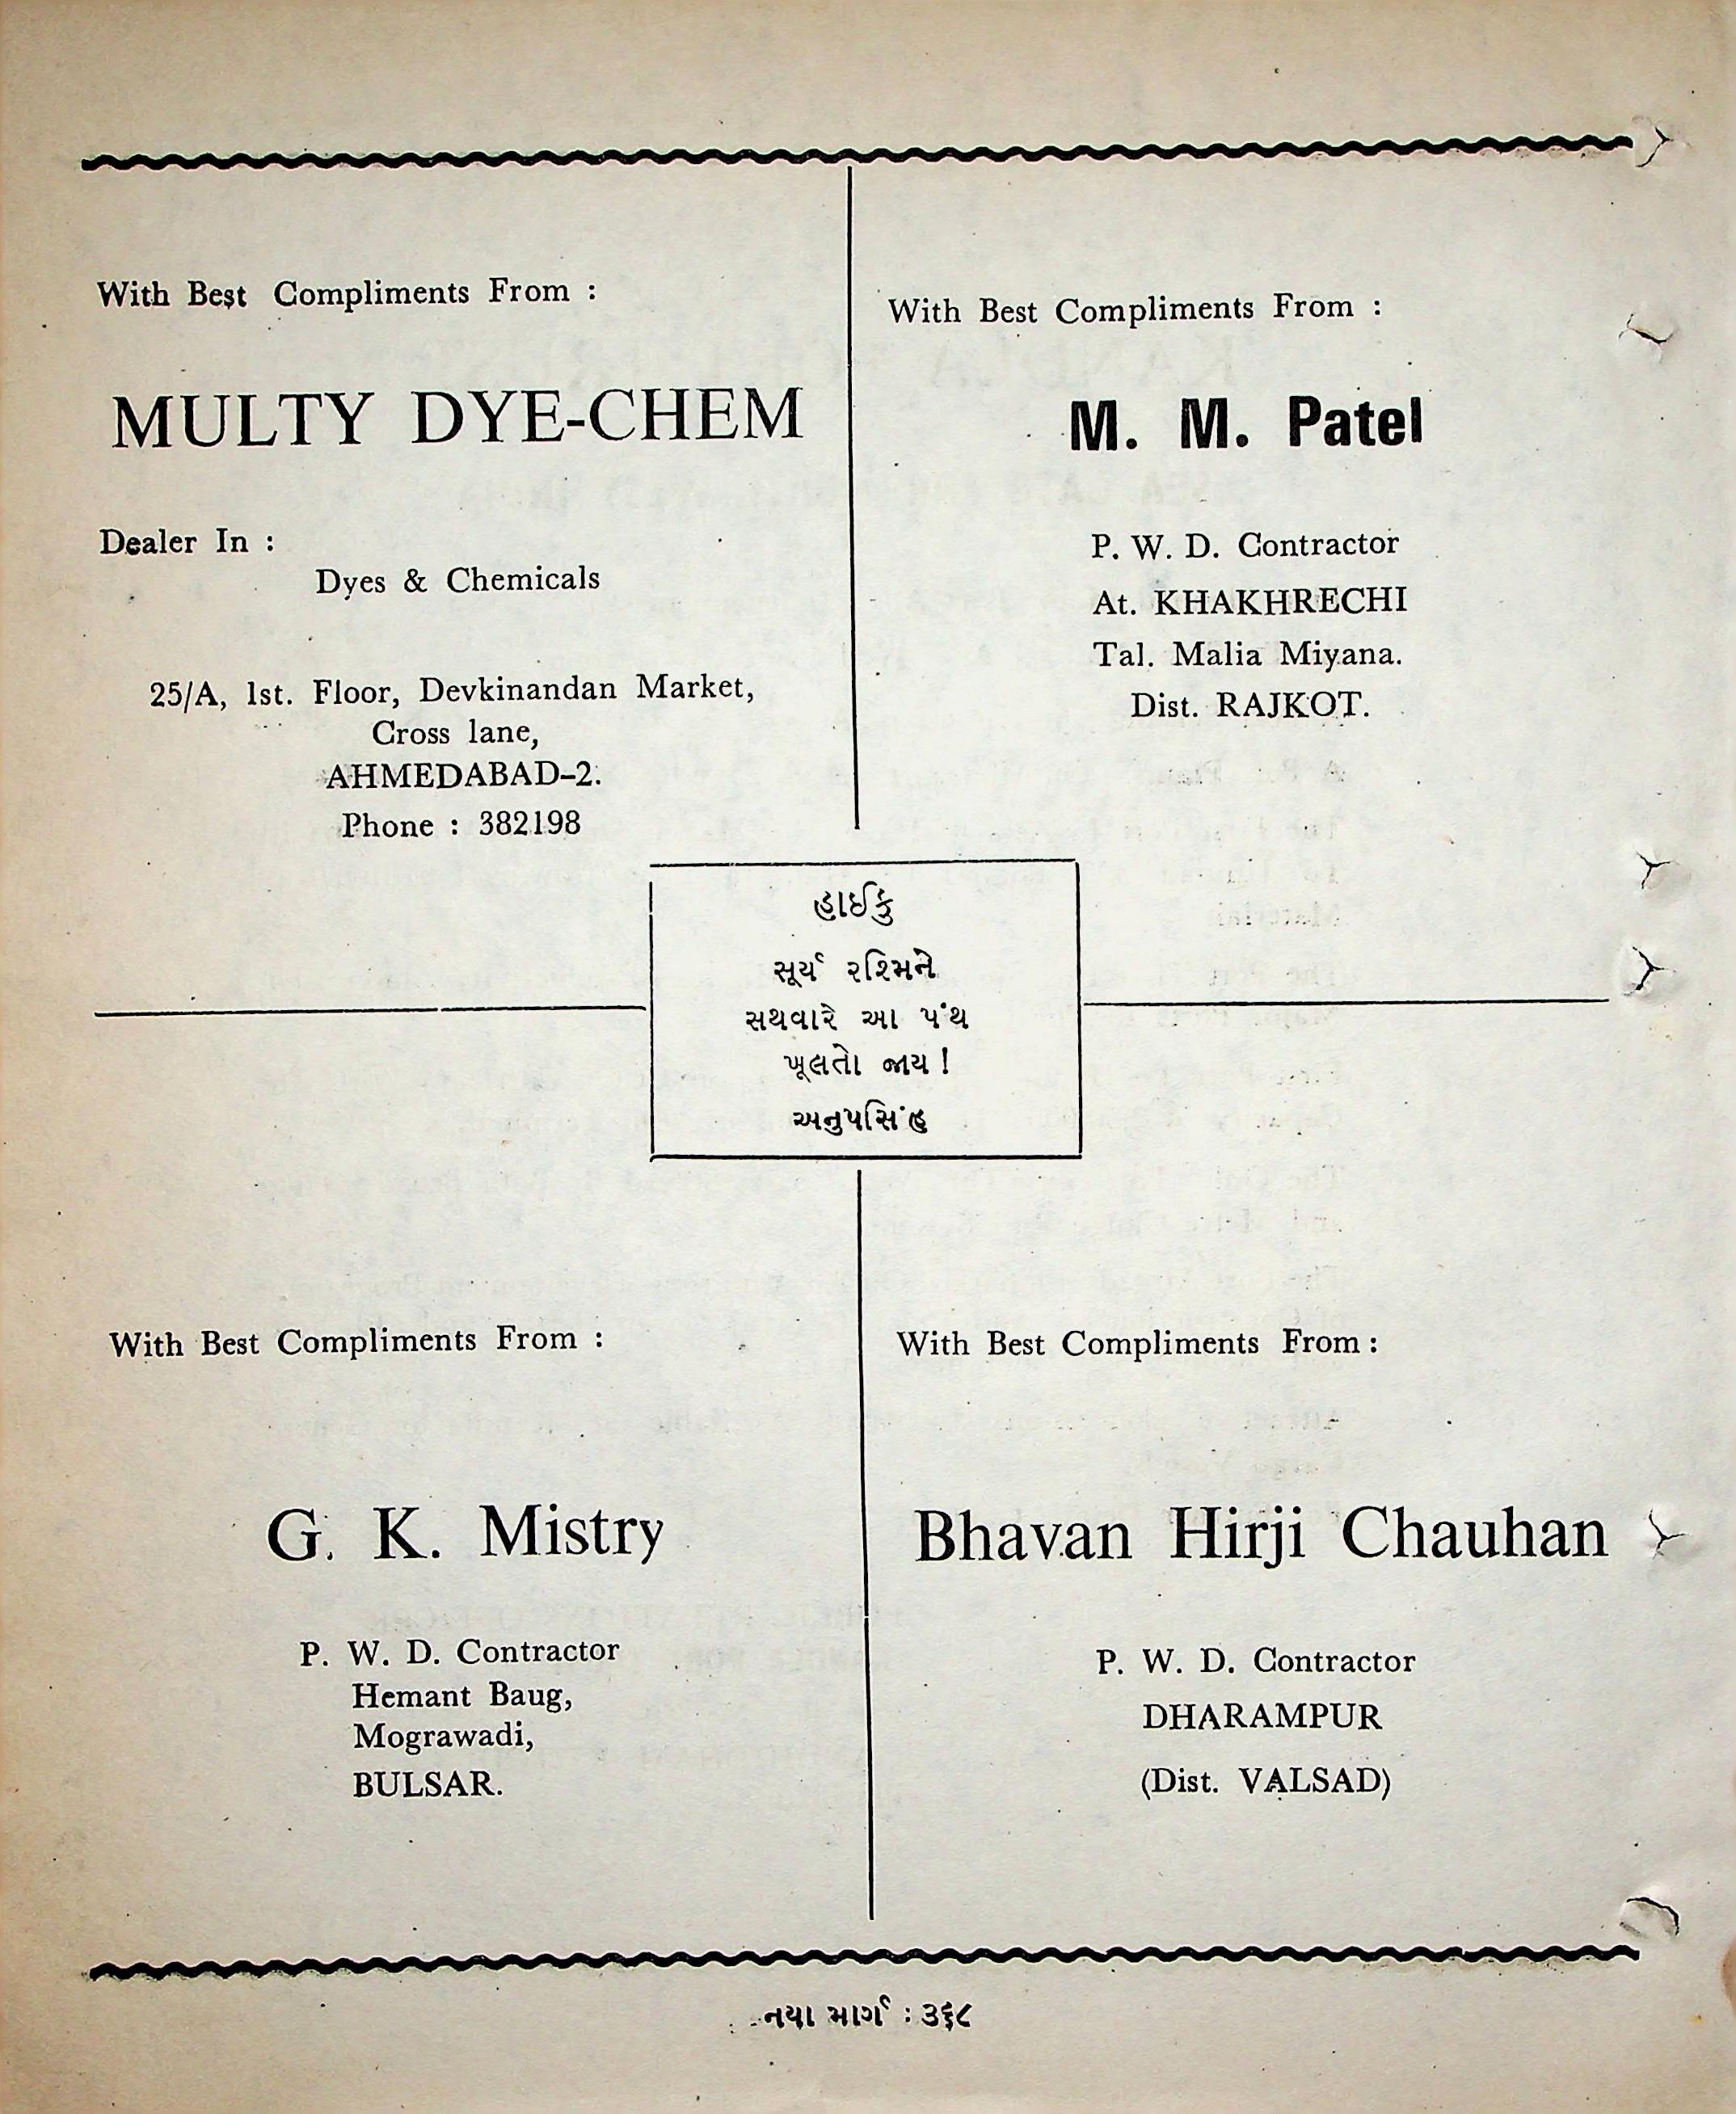 With Best Compliments From :
MULTY DYE-CHEM
Dealer In :
Dyes & Chemicals
25/A, 1st. Floor, Devkinandan Market,
Cross lane,
AHMEDABAD–2.
Phone : 382198
With Best Compliments From :
M. M. Patel
P. W. D. Contractor
At. KHAKHRECHI
Tal. Malia Miyana.
Dist. RAJKOT.
હાઈકુ
સૂર્ય રશ્મિને
સથવારે આ પંથ
ખૂલતો જાય !
અનુપસિંહ
With Best Compliments From :
G. K. Mistry
P. W. D. Contractor
Hemant Baug,
Mograwadi,
BULSAR.
With Best Compliments From :
Bhavan Hirji Chauhan
P. W. D. Contractor
DHARAMPUR
(Dist. VALSAD)
નયા માર્ગ : ૩૬૮